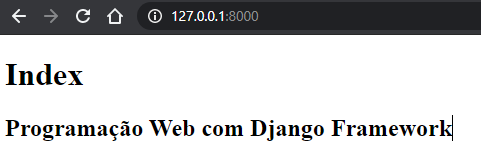 127.0.0.1:8000
Index
Programação Web com Django Framework